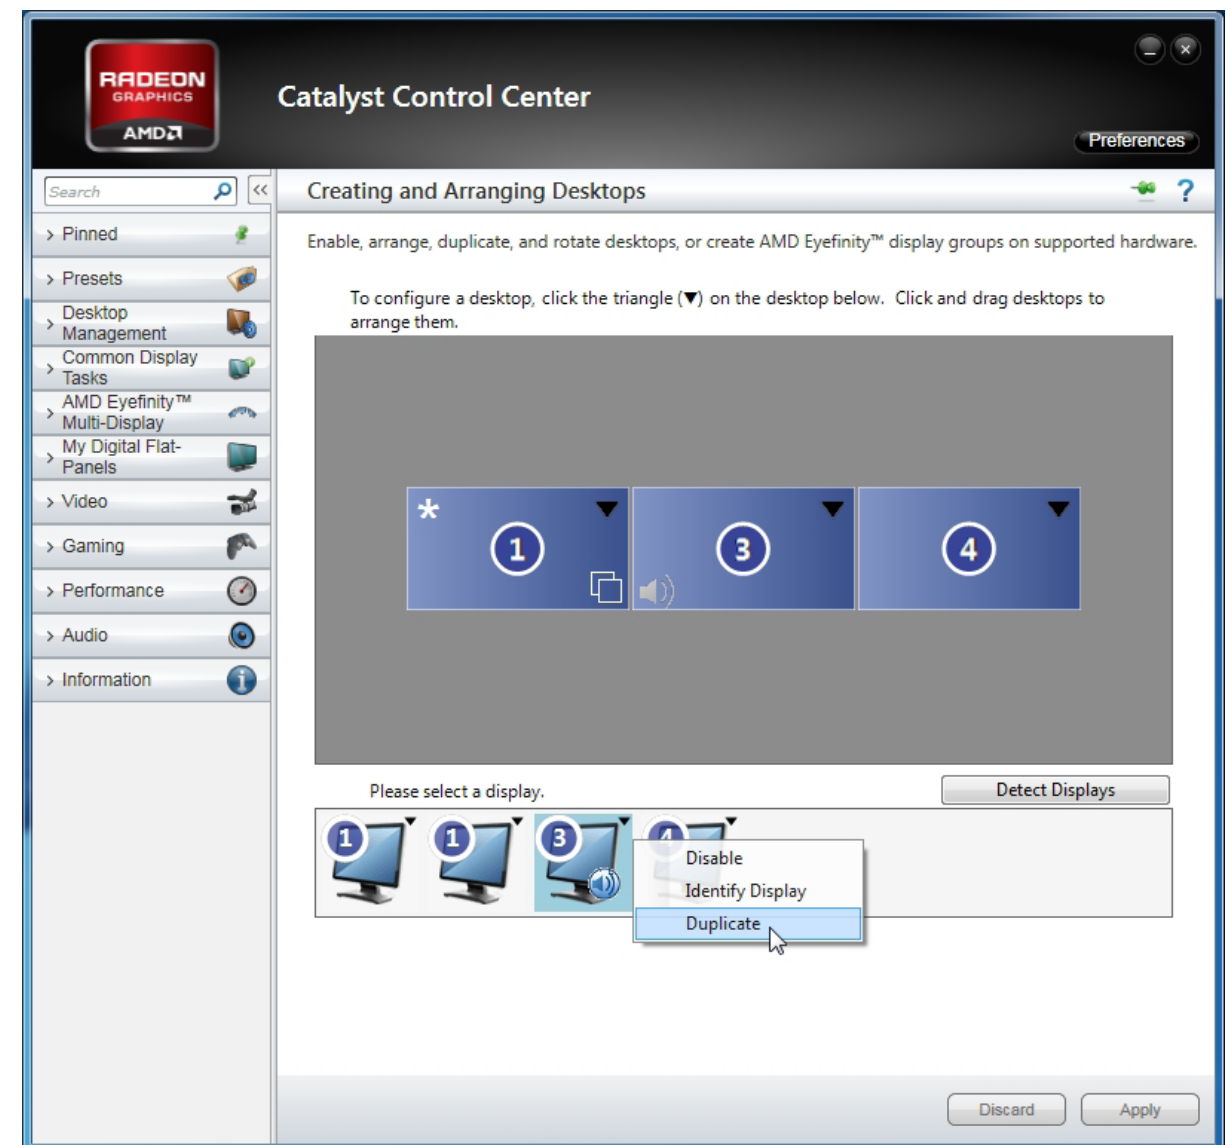 RADEON
GRAPHICS
AMD
Catalyst Control Center
Preferences
Search
<<
Creating and Arranging Desktops
?
> Pinned
Enable, arrange, duplicate, and rotate desktops, or create AMD Eyefinity™ display groups on supported hardware.
> Presets
To configure a desktop, click the triangle (▼) on the desktop below. Click and drag desktops to
arrange them.
> Desktop
Management
> Common Display
Tasks
> AMD Eyefinity™
Multi-Display
> My Digital Flat-
Panels
> Video
> Gaming
> Performance
> Audio
> Information
* 1
3
4
Please select a display.
Detect Displays
1
1
3
4
Disable
Identify Display
Duplicate
Discard
Apply